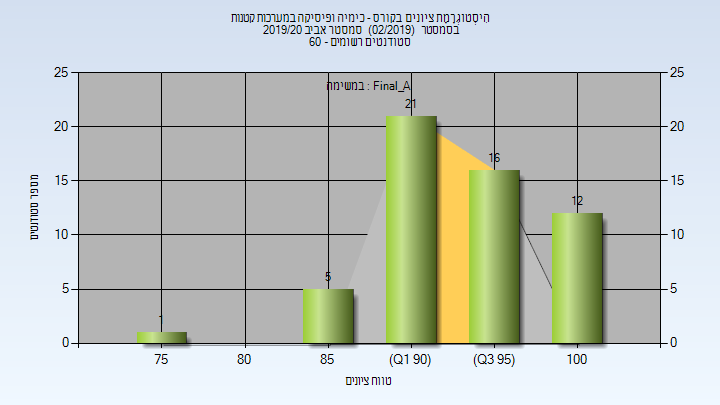 היסטוגרמת ציונים בקורס - כימיה ופיסיקה במערכות קטנות
בסמסטר (02/2019) סמסטר אביב 2019/20
סטודנטים רשומים - 60
במשימה : Final_A
25
20
15
10
5
0
25
20
15
10
5
0
1
5
21
16
12
מספר סטודנטים
75
80
85
(Q1 90)
(Q3 95)
100
טווח ציונים